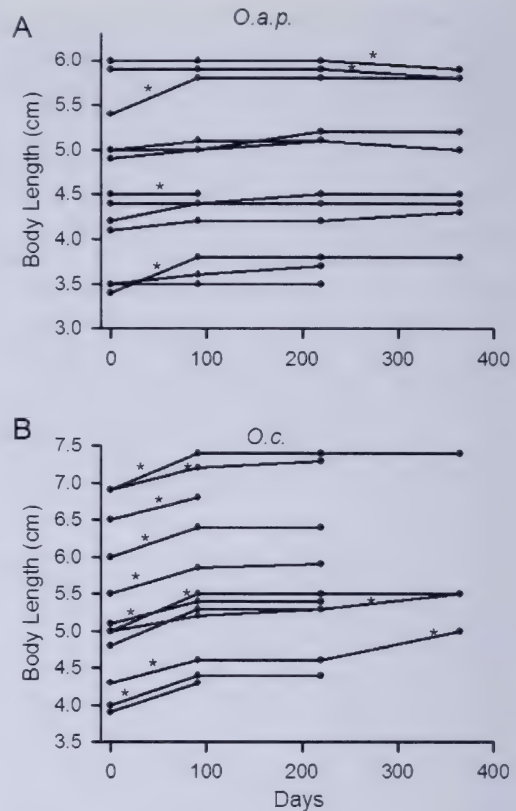 A
O.a.p.
Body Length (cm)
6.0
5.5
5.0
4.5
4.0
3.5
3.0
0 100 200 300 400
Days
* * * * *
B
O.c.
Body Length (cm)
7.5
7.0
6.5
6.0
5.5
5.0
4.5
4.0
3.5
* * * * * * * * * * *
0 100 200 300 400
Days